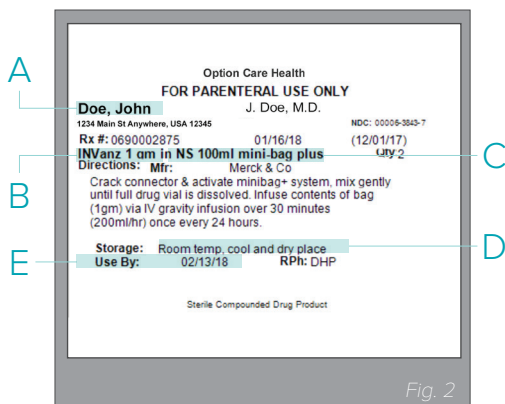 Option Care Health
FOR PARENTERAL USE ONLY
A
Doe, John J. Doe, M.D.
1234 Main St Anywhere, USA 12345 NDC: 00006-3843-7
Rx #: 0690002875 01/16/18 (12/01/17)
B INVanz 1 gm in NS 100ml mini-bag plus Qty 2 C
Directions: Mfr: Merck & Co
Crack connector & activate minibag+ system, mix gently
until full drug vial is dissolved. Infuse contents of bag
(1gm) via IV gravity infusion over 30 minutes
(200ml/hr) once every 24 hours.
Storage: Room temp, cool and dry place D
E Use By: 02/13/18 RPh: DHP
Sterile Compounded Drug Product
Fig. 2